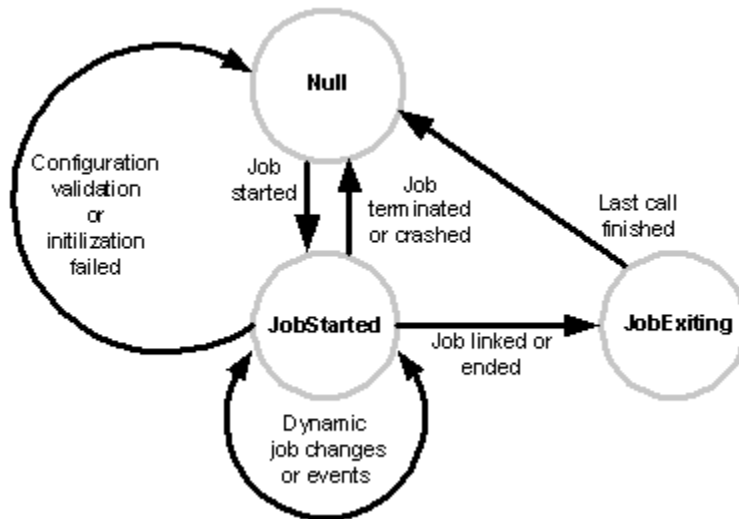 Null
Configuration
validation
or
initilization
failed
Job
started
Job
terminated
or crashed
Last call
finished
JobStarted
Job linked or
ended
JobExiting
Dynamic
job changes
or events